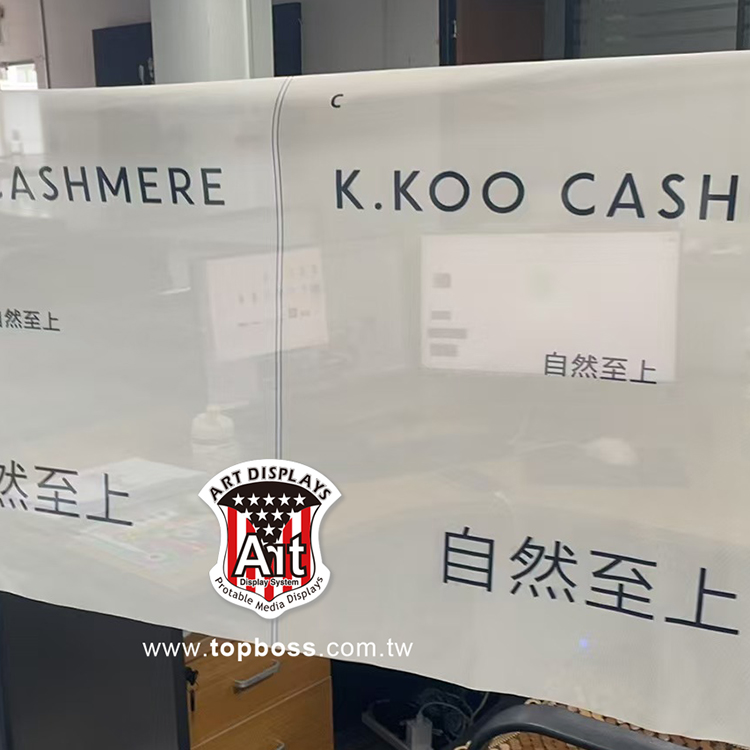 C
.ASHMERE
K.KOO CASH
然至上
自然至上
然至上
自然至上
ART DISPLAYS
Art
Display System
Protable Media Displays
www.topboss.com.tw